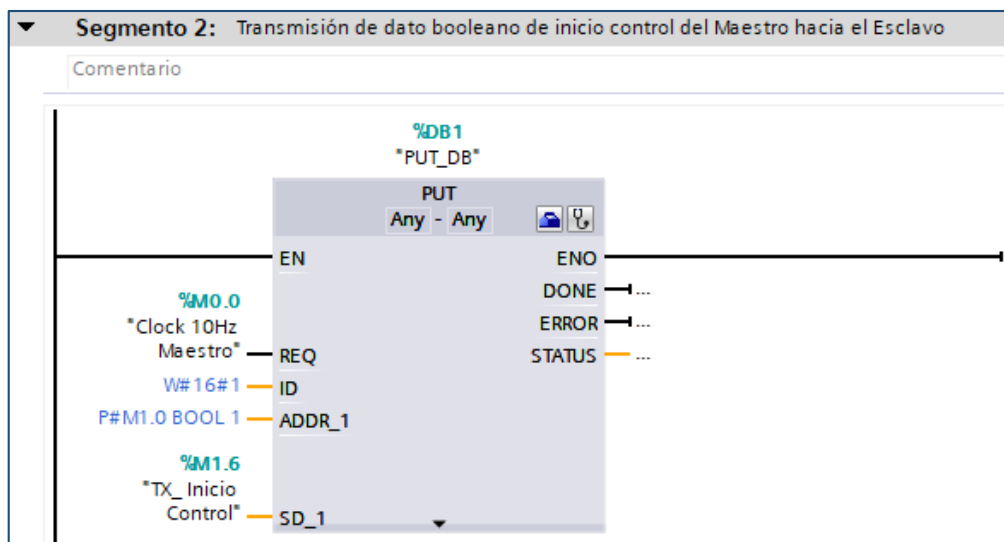 Segmento 2: Transmisión de dato booleano de inicio control del Maestro hacia el Esclavo
Comentario
%DB1
"PUT_DB"
PUT
Any - Any
EN
ENO
DONE
...
%M0.0
"Clock 10Hz
ERROR
...
Maestro"
REQ
STATUS
...
W#16#1
ID
P#M1.0 BOOL 1
ADDR_1
%M1.6
"TX_ Inicio
Control"
SD_1